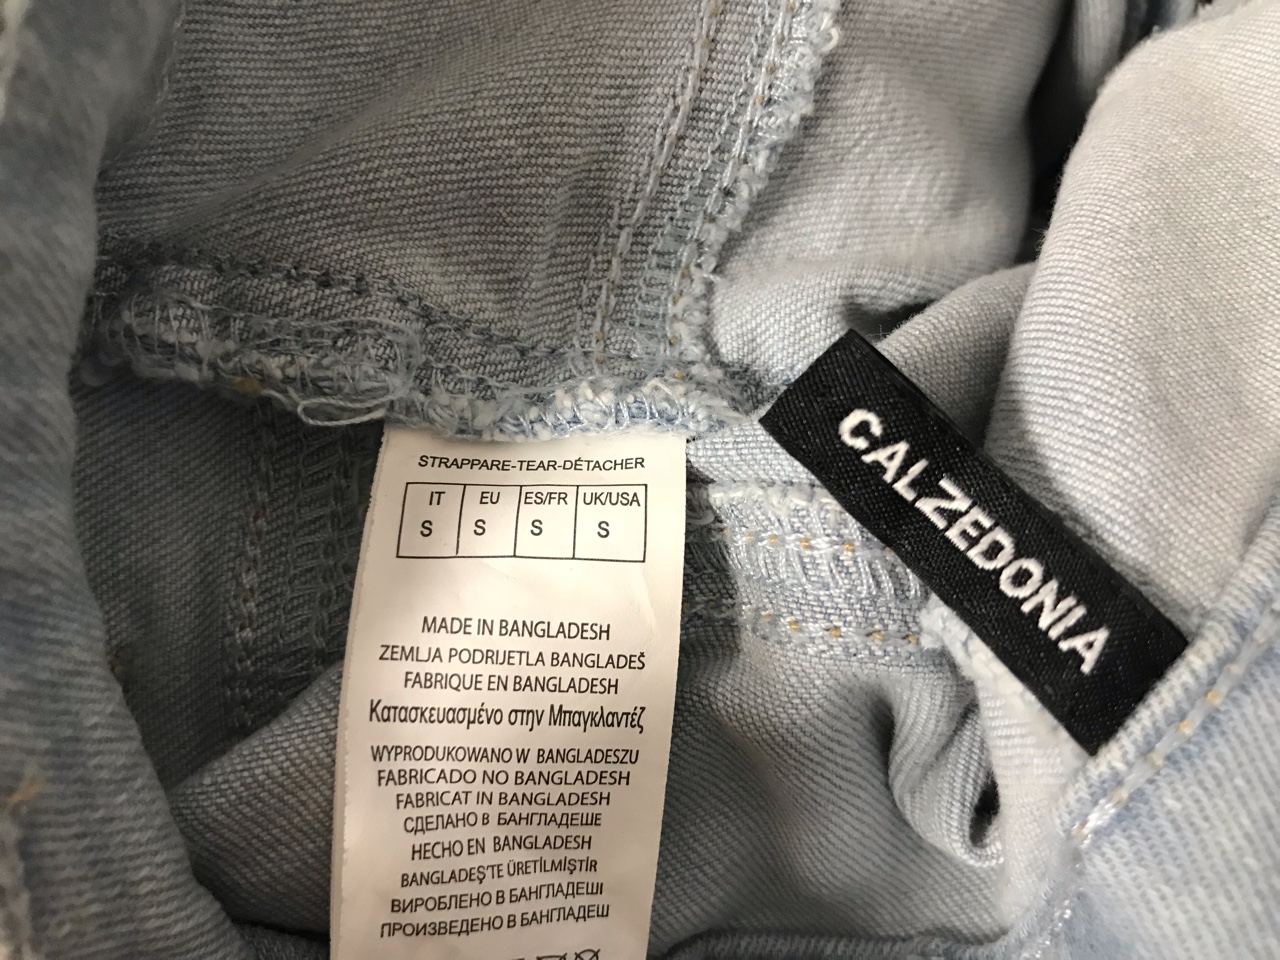 STRAPPARE-TEAR-DÉTACHER
IT EU ES/FR UK/USA
S S S S
MADE IN BANGLADESH
ZEMLJA PODRIJETLA BANGLADEŠ
FABRIQUE EN BANGLADESH
Κατασκευασμένο στην Μπαγκλαντέζ
WYPRODUKOWANO W BANGLADESZU
FABRICADO NO BANGLADESH
FABRICAT IN BANGLADESH
СДЕЛАНО В БАНГЛАДЕШЕ
HECHO EN BANGLADESH
BANGLADEŞ'TE ÜRETİLMİŞTİR
ВИРОБЛЕНО В БАНГЛАДЕШІ
ПРОИЗВЕДЕНО В БАНГЛАДЕШ
CALZEDONIA